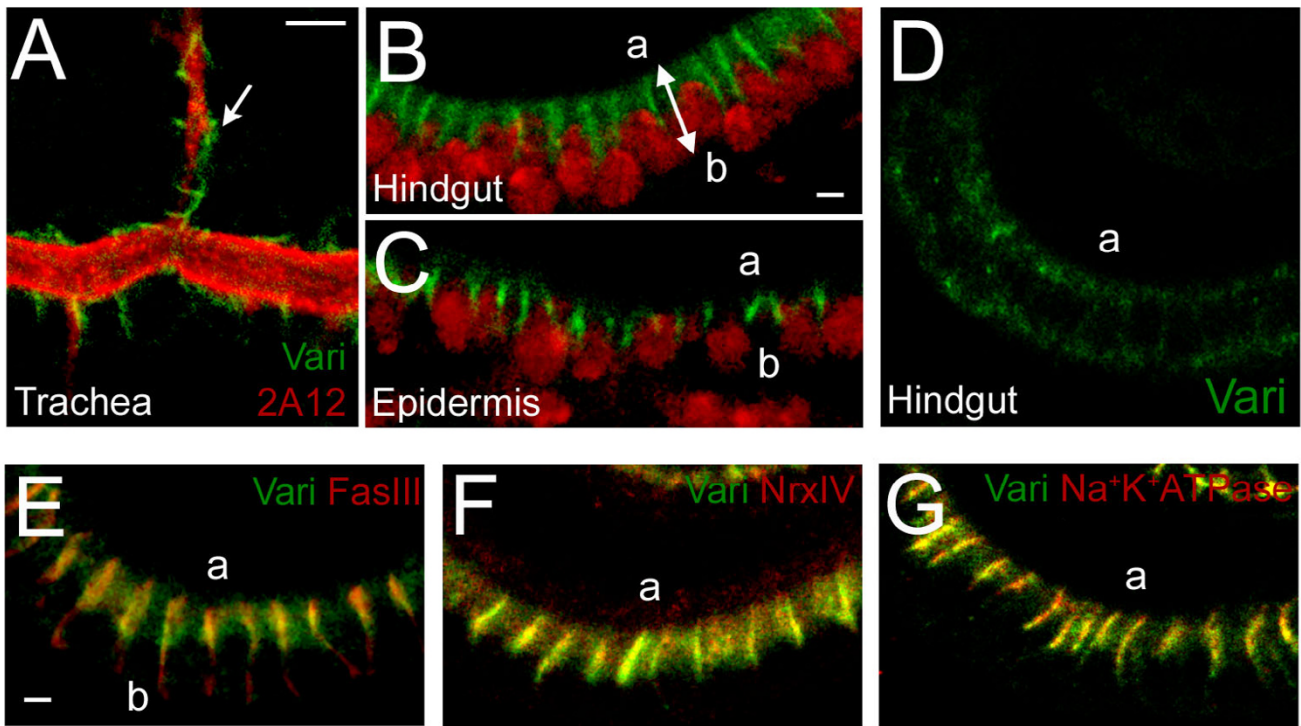 A
Vari
2A12
Trachea
B
a
b
Hindgut
C
a
b
Epidermis
D
a
Hindgut
Vari
E
Vari FasIII
a
b
F
Vari NrxIV
a
G
Vari Na⁺K⁺ATPase
a